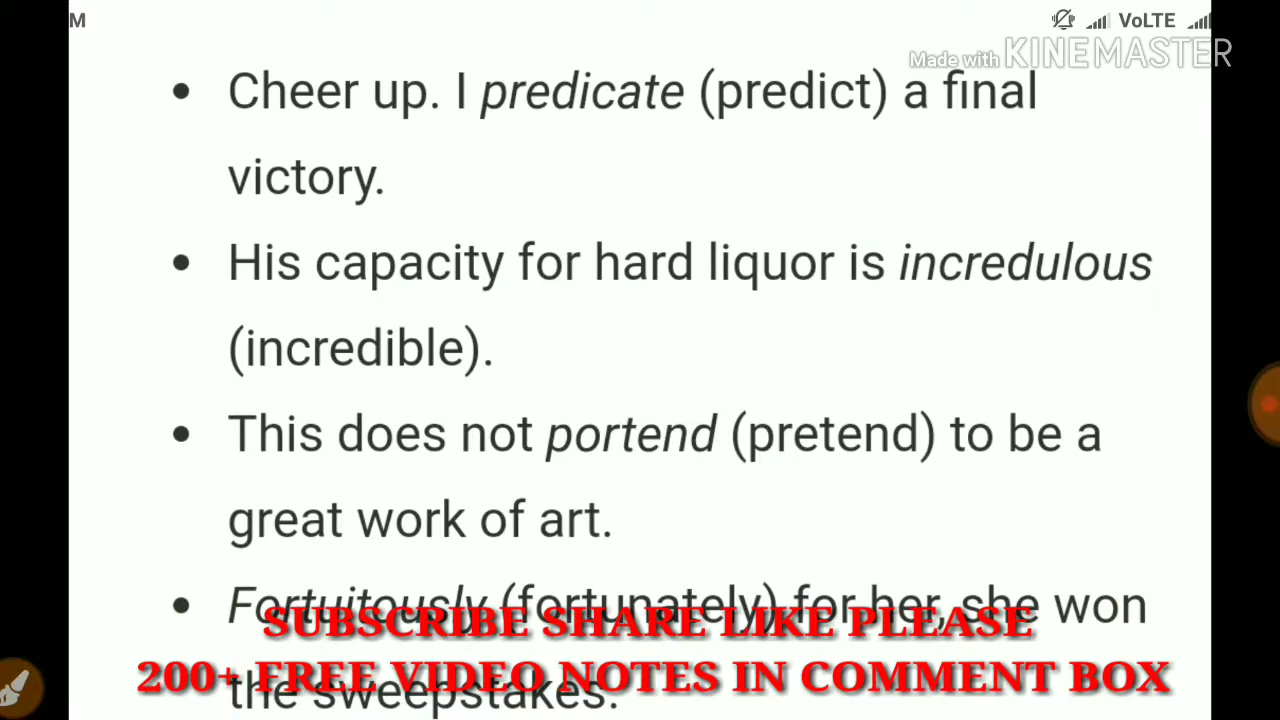 M VoLTE
Made with KINEMASTER
• Cheer up. I predicate (predict) a final
victory.
• His capacity for hard liquor is incredulous
(incredible).
• This does not portend (pretend) to be a
great work of art.
• Fortuitously (fortunately) for her, she won
SUBSCRIBE SHARE LIKE PLEASE
the sweepstakes.
200+ FREE VIDEO NOTES IN COMMENT BOX